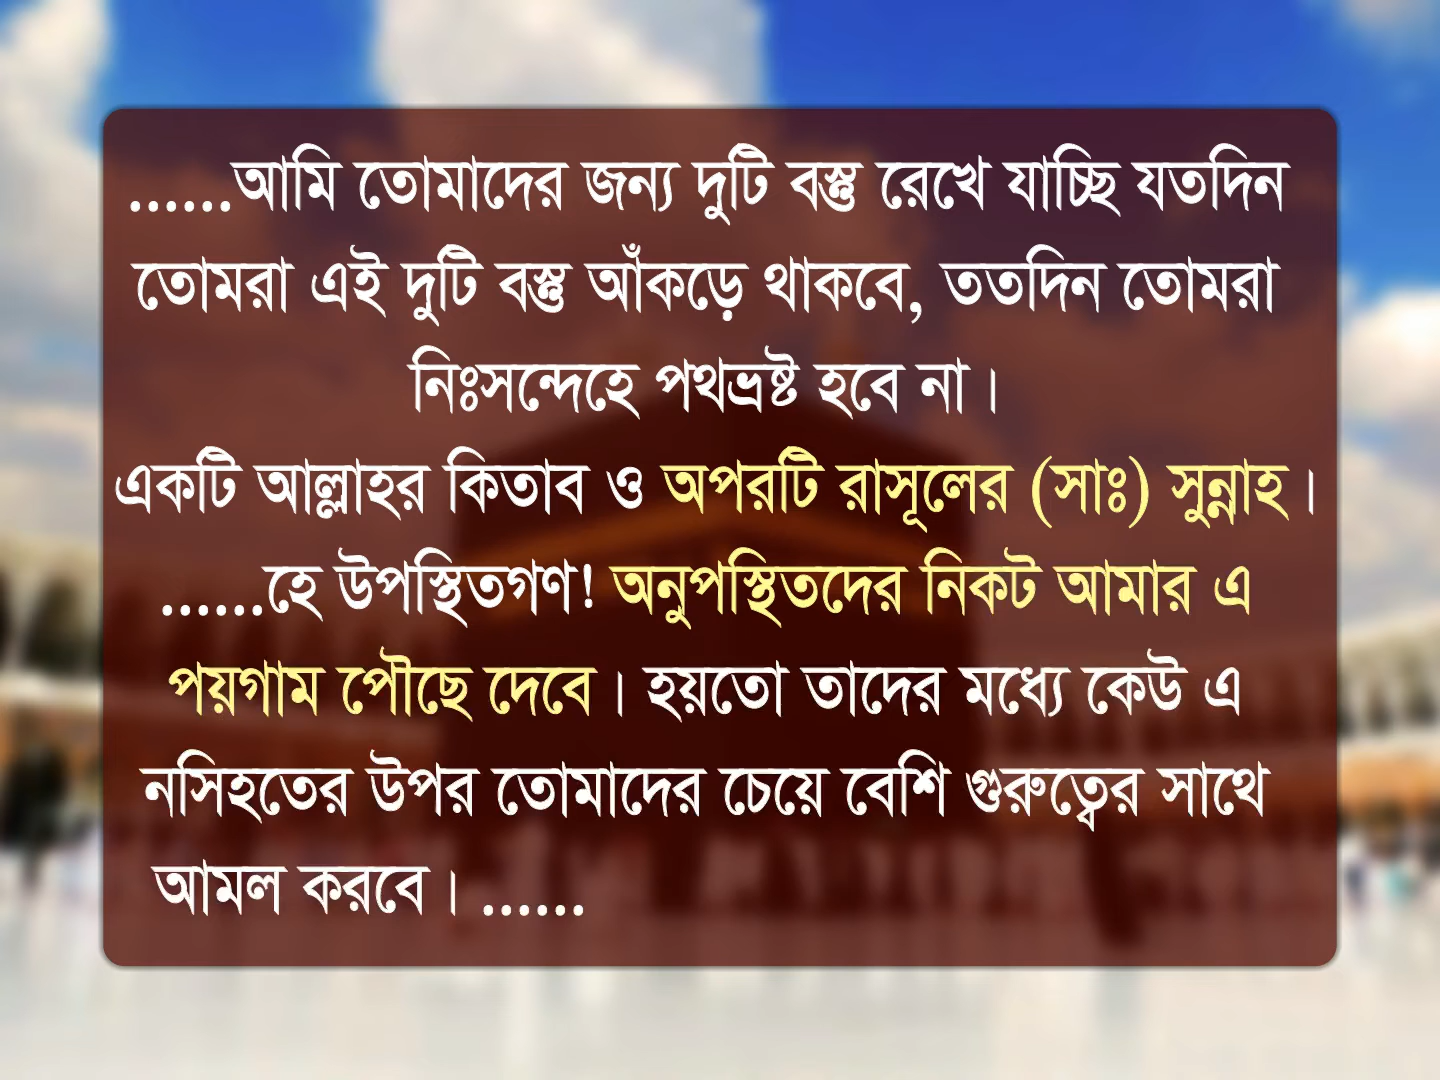 ......আমি তোমাদের জন্য দুটি বস্তু রেখে যাচ্ছি যতদিন
তোমরা এই দুটি বস্তু আঁকড়ে থাকবে, ততদিন তোমরা
নিঃসন্দেহে পথভ্রষ্ট হবে না।
একটি আল্লাহর কিতাব ও অপরটি রাসূলের (সাঃ) সুন্নাহ।
......হে উপস্থিতগণ! অনুপস্থিতদের নিকট আমার এ
পয়গাম পৌছে দেবে। হয়তো তাদের মধ্যে কেউ এ
নসিহতের উপর তোমাদের চেয়ে বেশি গুরুত্বের সাথে
আমল করবে। ......